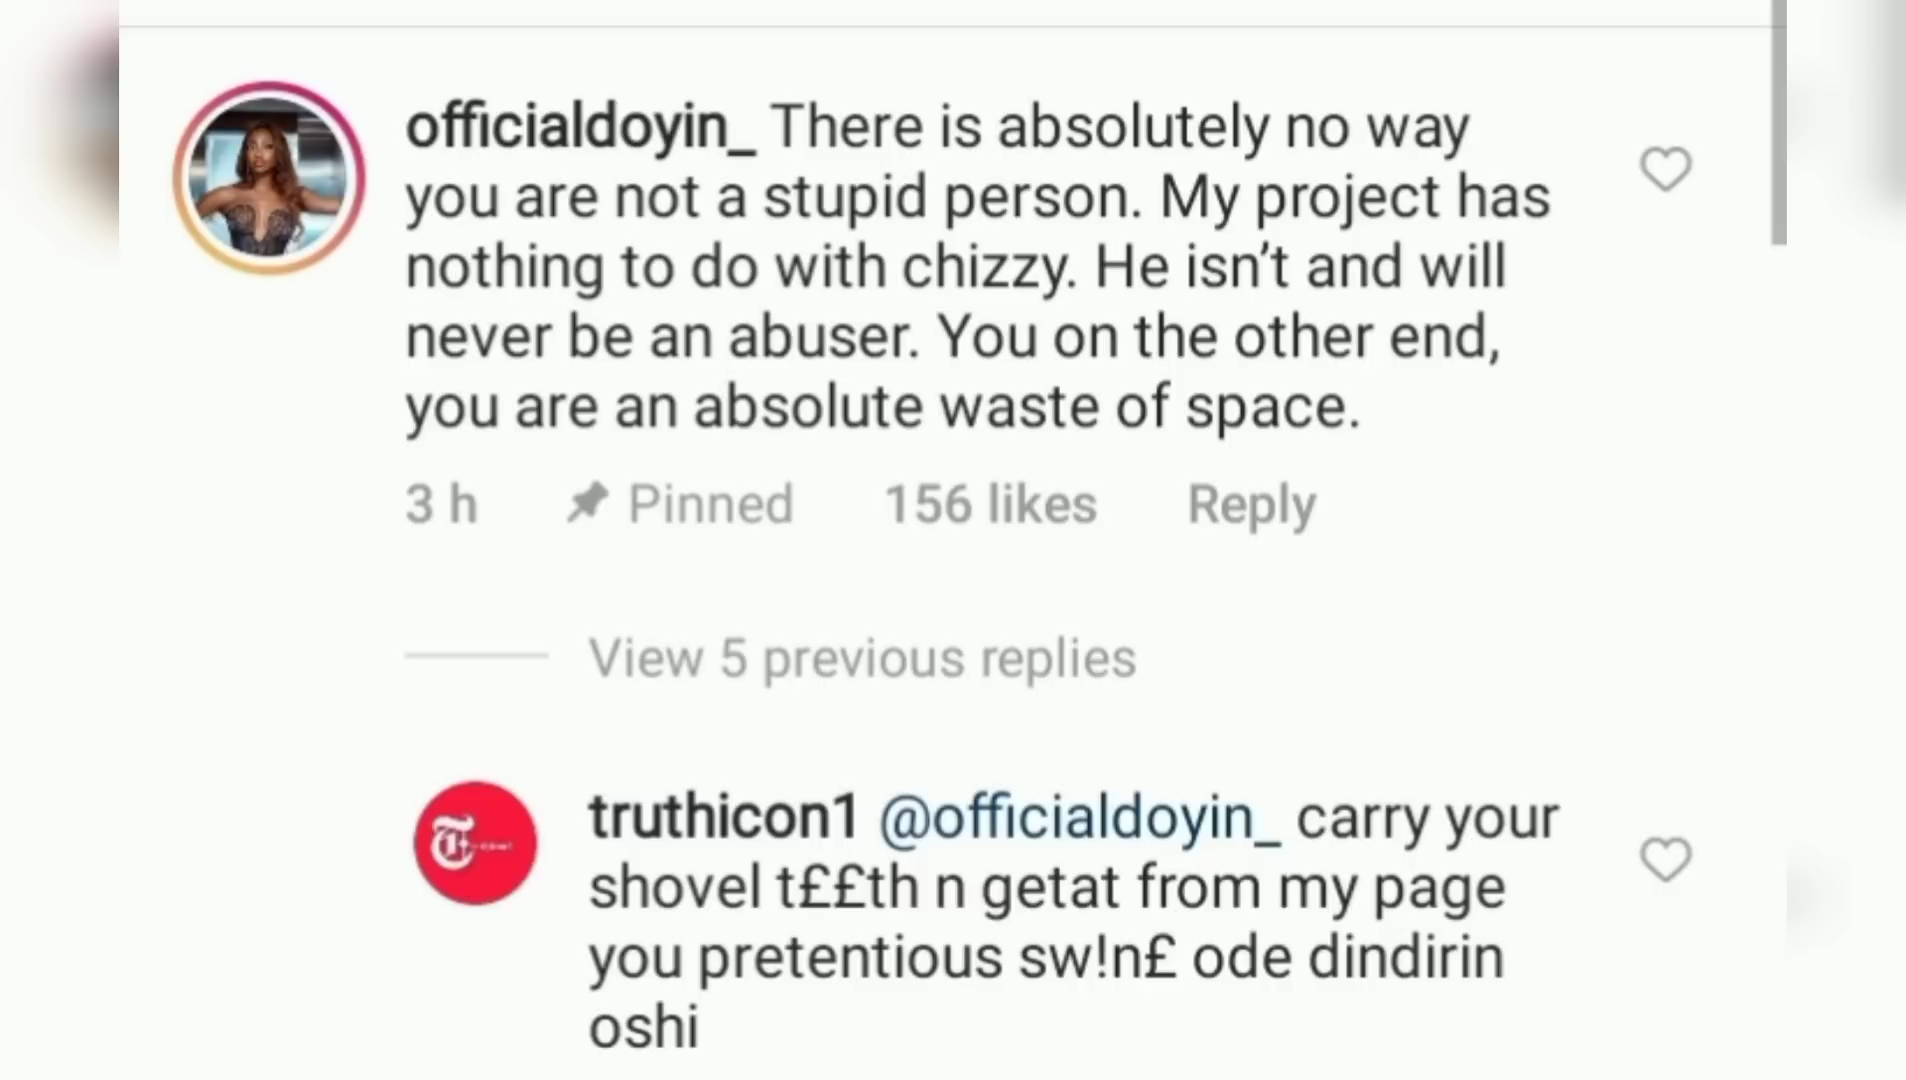 officialdoyin_ There is absolutely no way
you are not a stupid person. My project has
nothing to do with chizzy. He isn’t and will
never be an abuser. You on the other end,
you are an absolute waste of space.
3 h Pinned 156 likes Reply
View 5 previous replies
truthicon1 @officialdoyin_ carry your
shovel t££th n getat from my page
you pretentious sw!n£ ode dindirin
oshi